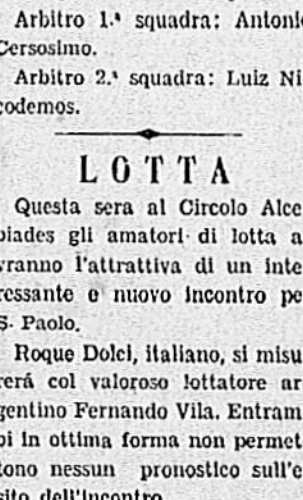 Arbitro 1.ª squadra: Antoni
Cersosimo.
Arbitro 2.ª squadra: Luiz Ni
codemos.
LOTTA
Questa sera al Circolo Alce
biades gli amatori di lotta a
vranno l'attrattiva di un inte
ressante e nuovo incontro pe
S. Paolo.
Roque Dolci, italiano, si misu
rerá col valoroso lottatore ar
gentino Fernando Vila. Entram
bi in ottima forma non permet
tono nessun pronostico sull'e
sito dell'incontro